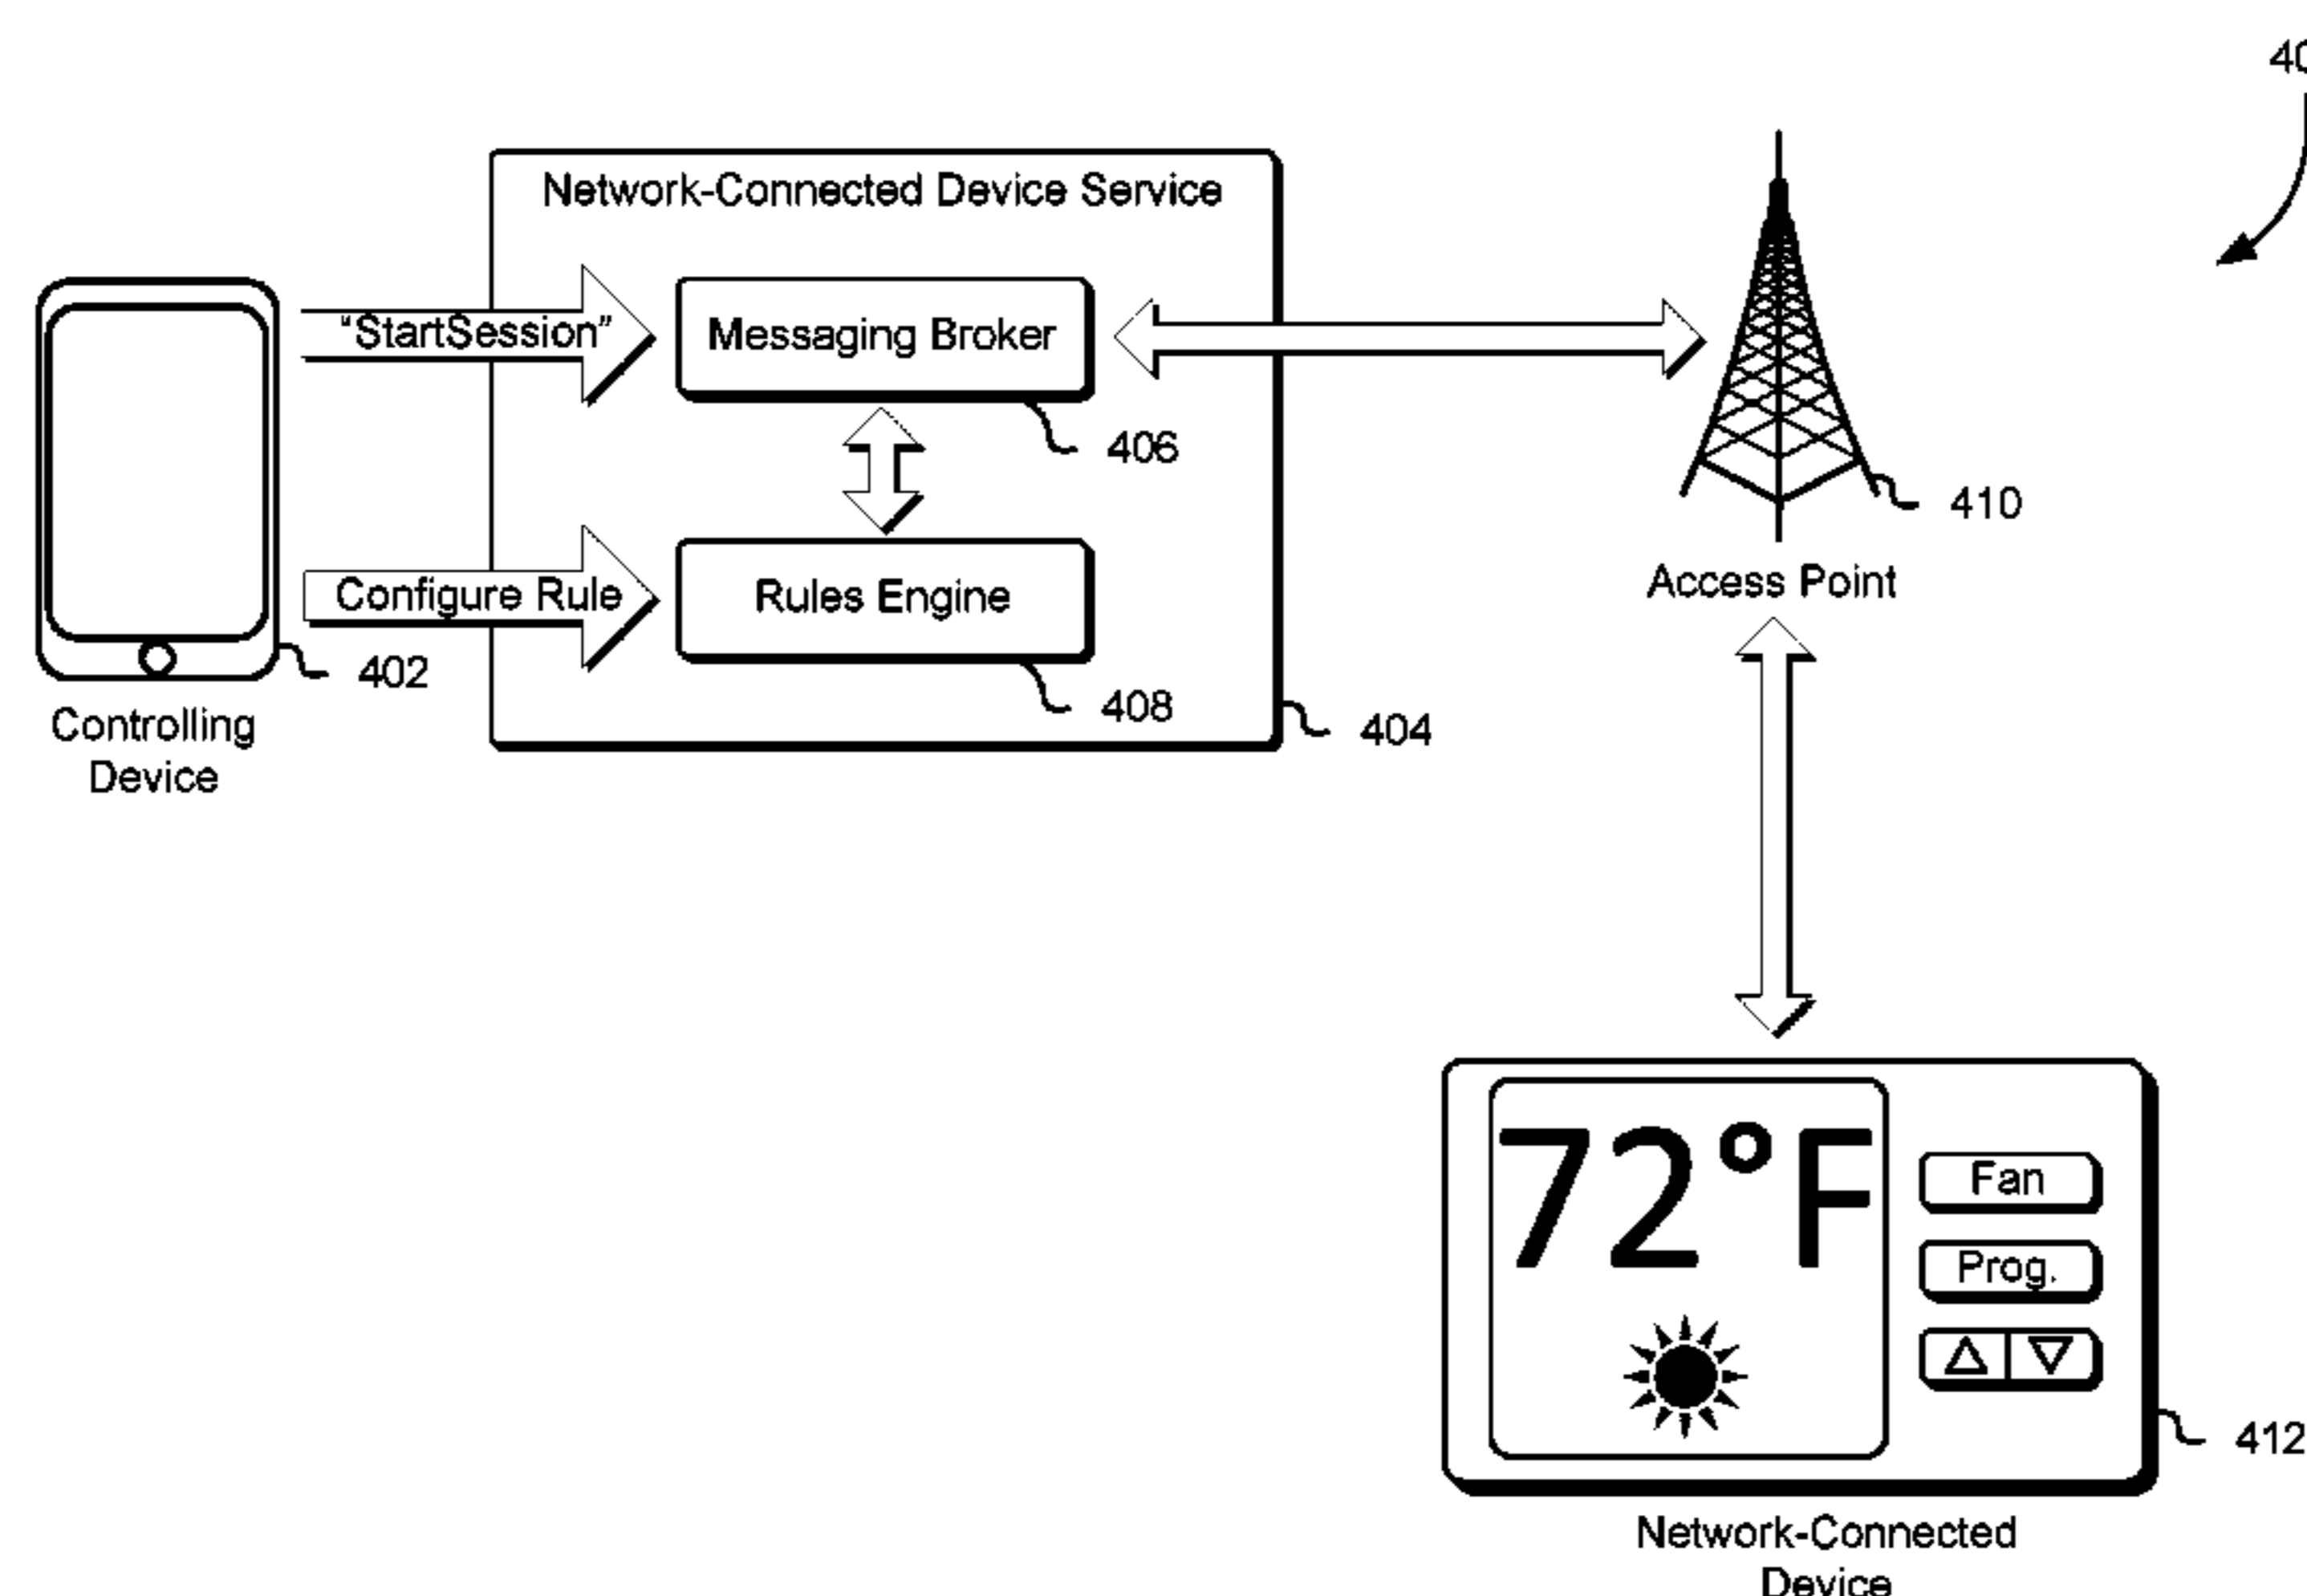 Network-Connected Device Service
"StartSession"
Messaging Broker
406
410
Access Point
Configure Rule
Rules Engine
402
408
404
Controlling
Device
72°F
Fan
Prog.
412
Network-Connected
Device